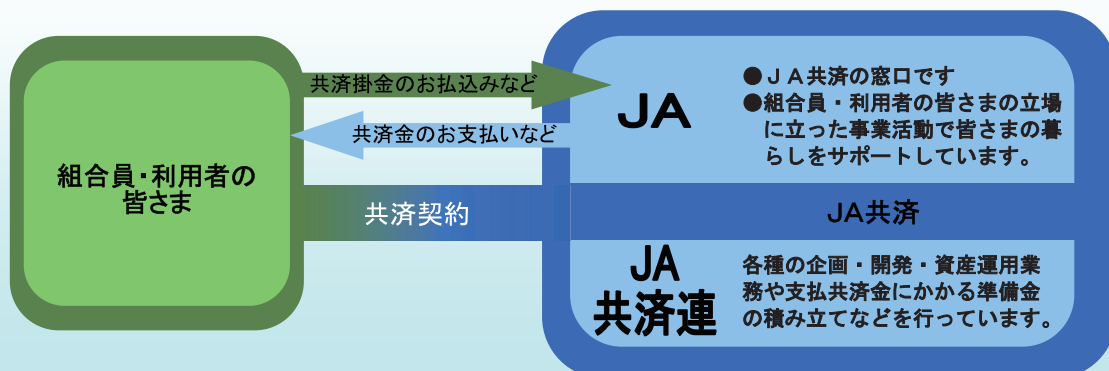 組合員・利用者の
皆さま
共済掛金のお払込みなど
共済金のお支払いなど
共済契約
JA
●JA共済の窓口です
●組合員・利用者の皆さまの立場
に立った事業活動で皆さまの暮
らしをサポートしています。
JA共済
JA
共済連
各種の企画・開発・資産運用業
務や支払共済金にかかる準備金
の積み立てなどを行っています。